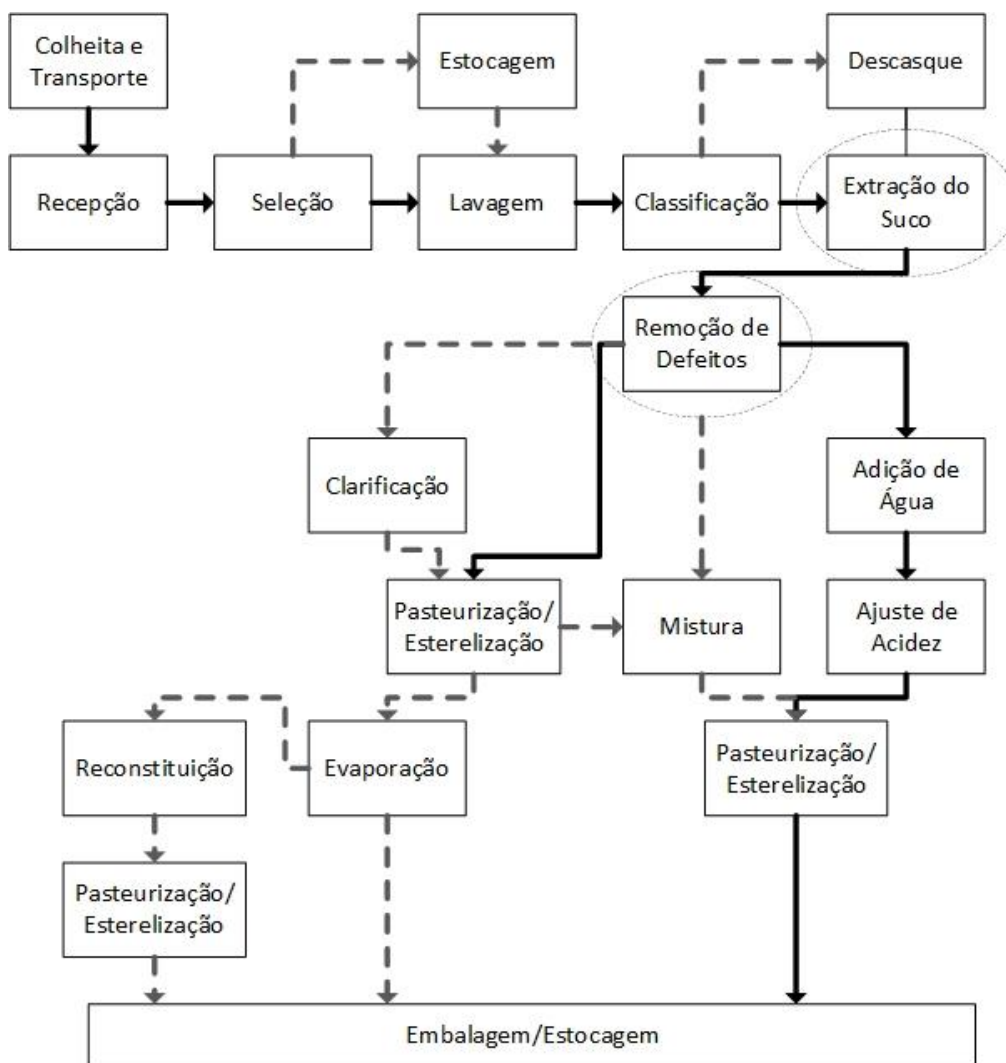 Colheita e
Transporte
Estocagem
Descasque
Recepção
Seleção
Lavagem
Classificação
Extração do
Suco
Remoção de
Defeitos
Clarificação
Adição de
Água
Pasteurização/
Esterelização
Mistura
Ajuste de
Acidez
Reconstituição
Evaporação
Pasteurização/
Esterelização
Pasteurização/
Esterelização
Embalagem/Estocagem